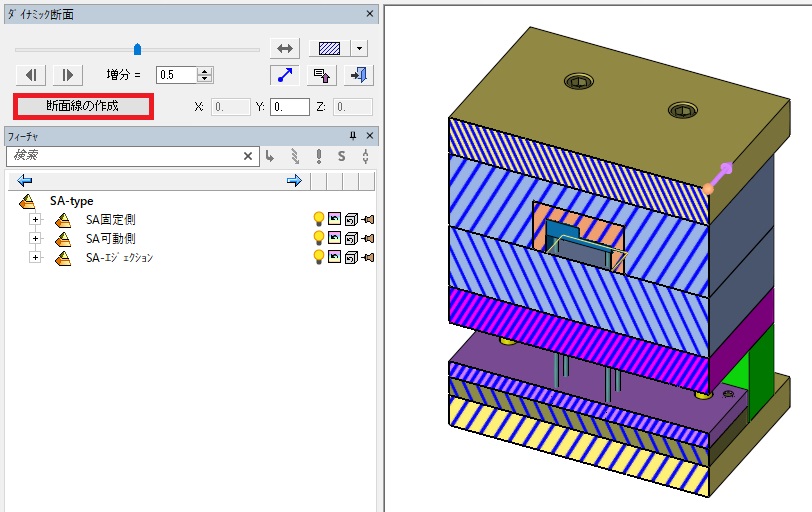 ダイナミック断面
増分 = 0.5
断面線の作成 X: 0. Y: 0. Z: 0.
フィーチャ
検索 S
SA-type
SA固定側
SA可動側
SA-エジェクション